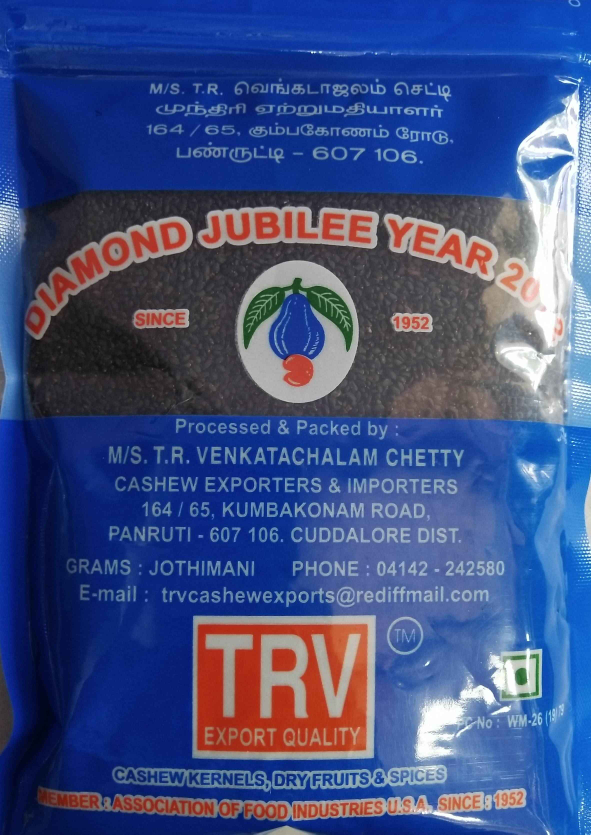 M/S. T.R. வெங்கடாஜலம் செட்டி
முந்திரி ஏற்றுமதியாளர்
164 / 65, கும்பகோணம் ரோடு,
பண்ருட்டி - 607 106.
DIAMOND JUBILEE YEAR
SINCE 1952
Processed & Packed by :
M/S. T.R. VENKATACHALAM CHETTY
CASHEW EXPORTERS & IMPORTERS
164 / 65, KUMBAKONAM ROAD,
PANRUTI - 607 106. CUDDALORE DIST.
GRAMS : JOTHIMANI PHONE : 04142 - 242580
E-mail : trvcashewexports@rediffmail.com
TM
TRV
EXPORT QUALITY
No : WM-26
CASHEW KERNELS, DRY FRUITS & SPICES
MEMBER : ASSOCIATION OF FOOD INDUSTRIES U.S.A. SINCE : 1952